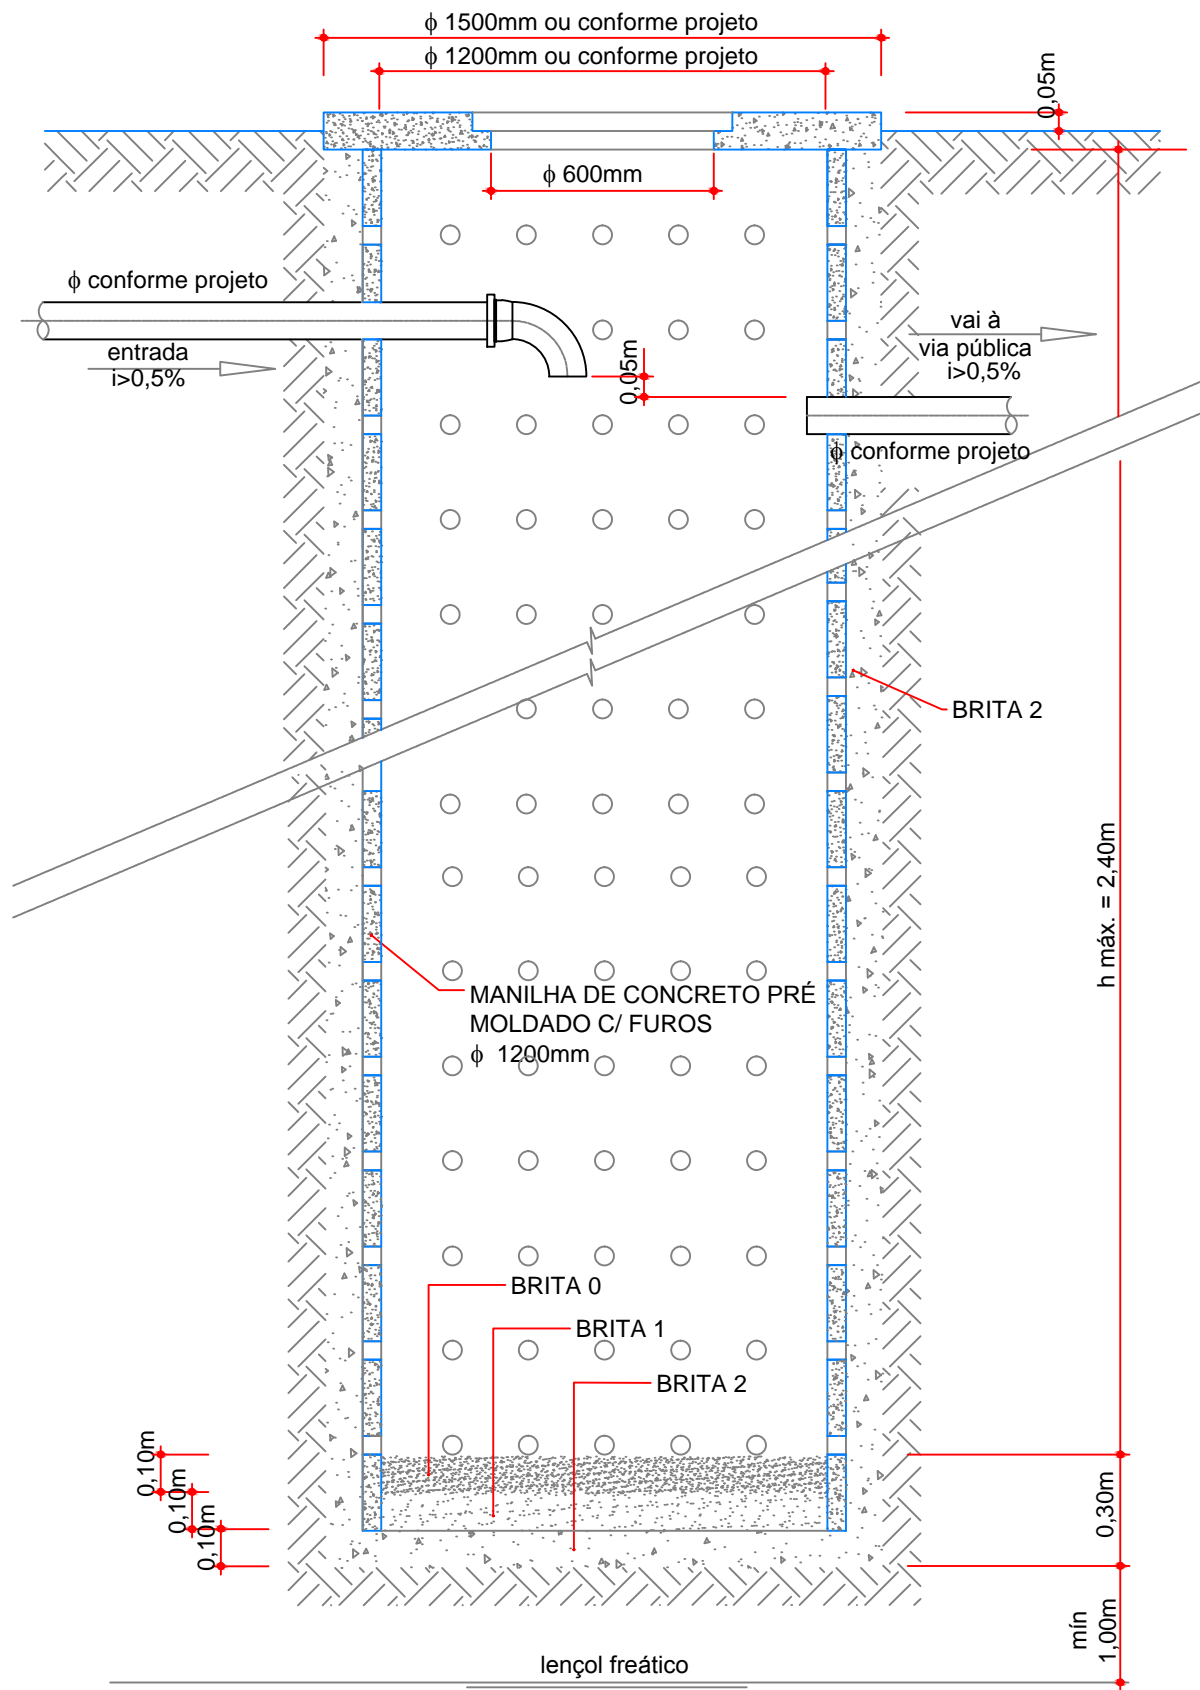 ϕ 1500mm ou conforme projeto
ϕ 1200mm ou conforme projeto
0,05m
ϕ 600mm
ϕ conforme projeto
entrada
i>0,5%
0,05m
vai à
via pública
i>0,5%
ϕ conforme projeto
BRITA 2
h máx. = 2,40m
MANILHA DE CONCRETO PRÉ
MOLDADO C/ FUROS
ϕ 1200mm
BRITA 0
BRITA 1
BRITA 2
0,10m
0,10m
0,10m
0,30m
mín
1,00m
lençol freático